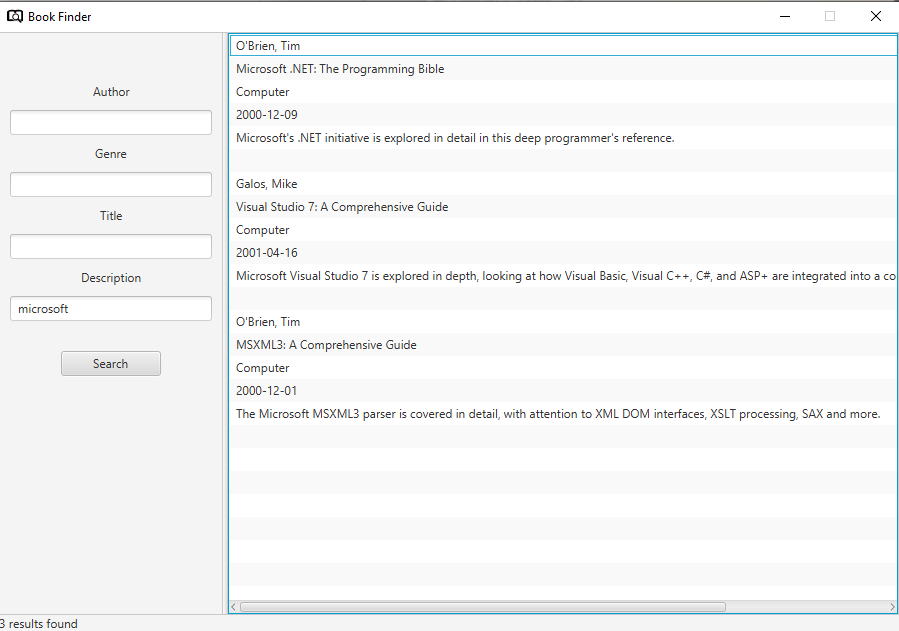 Book Finder
Author
Genre
Title
Description
microsoft
Search
O'Brien, Tim
Microsoft .NET: The Programming Bible
Computer
2000-12-09
Microsoft's .NET initiative is explored in detail in this deep programmer's reference.
Galos, Mike
Visual Studio 7: A Comprehensive Guide
Computer
2001-04-16
Microsoft Visual Studio 7 is explored in depth, looking at how Visual Basic, Visual C++, C#, and ASP+ are integrated into a co
O'Brien, Tim
MSXML3: A Comprehensive Guide
Computer
2000-12-01
The Microsoft MSXML3 parser is covered in detail, with attention to XML DOM interfaces, XSLT processing, SAX and more.
3 results found